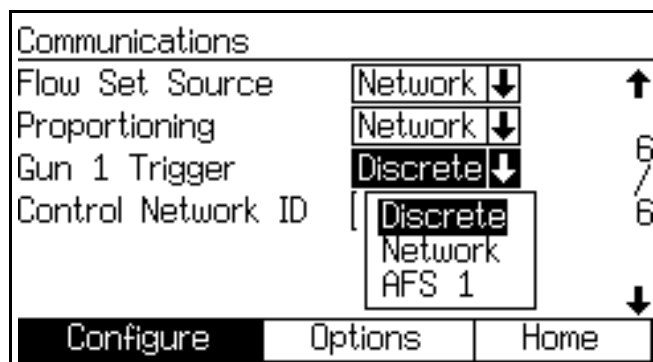 Communications
Flow Set Source Network
Proportioning Network
Gun 1 Trigger Discrete
Control Network ID [
Discrete
Network
AFS 1
6/6
Configure Options Home